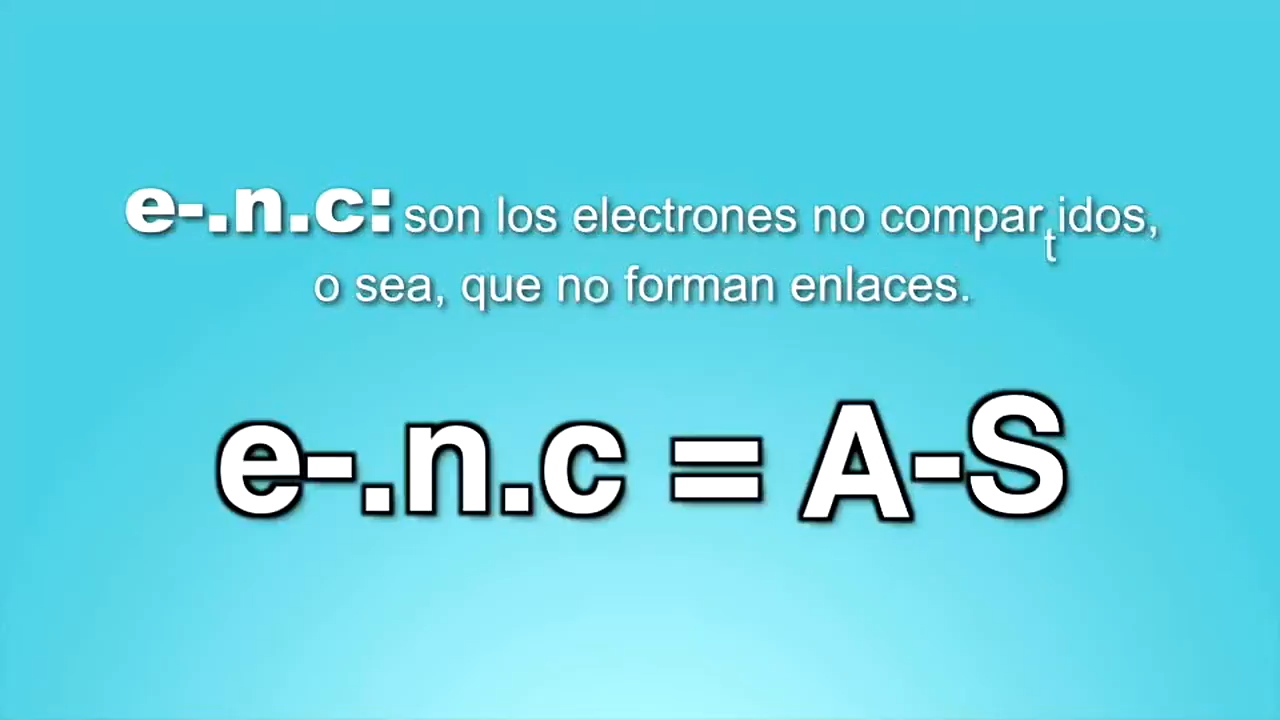 e-.n.c: son los electrones no compartidos,
o sea, que no forman enlaces.
e-.n.c = A-S